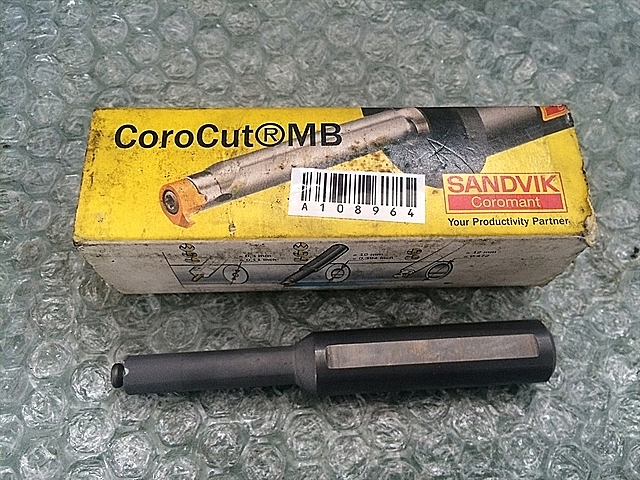 CoroCut®MB
SANDVIK
Coromant
A108964
Your Productivity Partner